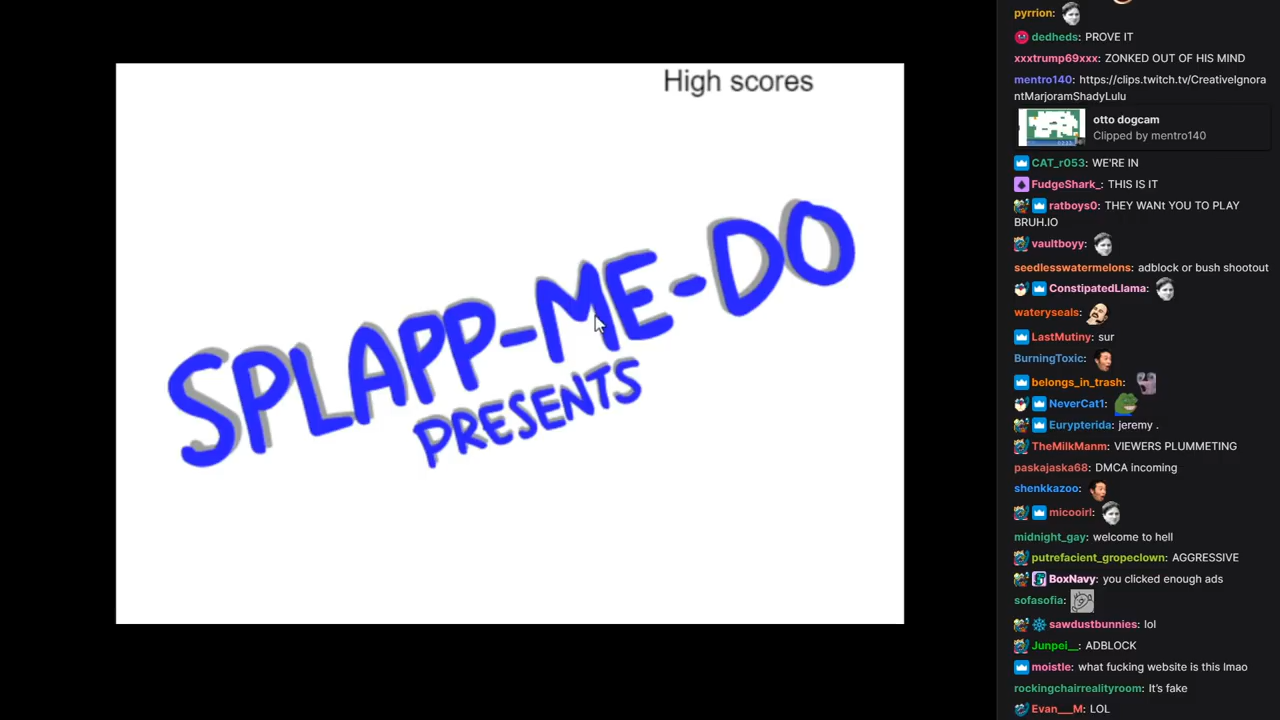 High scores
SPLAPP-ME-DO
PRESENTS
pyrrion:
dedheds: PROVE IT
xxxtrump69xxx: ZONKED OUT OF HIS MIND
mentro140: https://clips.twitch.tv/CreativeIgnora
ntMarjoramShadyLulu
otto dogcam
Clipped by mentro140
CAT_r053: WE'RE IN
FudgeShark_: THIS IS IT
ratboys0: THEY WANt YOU TO PLAY
BRUH.IO
vaultboyy:
seedlesswatermelons: adblock or bush shootout
ConstipatedLlama:
wateryseals:
LastMutiny: sur
BurningToxic:
belongs_in_trash:
NeverCat1:
Eurypterida: jeremy .
TheMilkManm: VIEWERS PLUMMETING
paskajaska68: DMCA incoming
shenkkazoo:
micooirl:
midnight_gay: welcome to hell
putrefacient_gropeclown: AGGRESSIVE
BoxNavy: you clicked enough ads
sofasofia:
sawdustbunnies: lol
Junpei__: ADBLOCK
moistle: what fucking website is this lmao
rockingchairrealityroom: It's fake
Evan___M: LOL